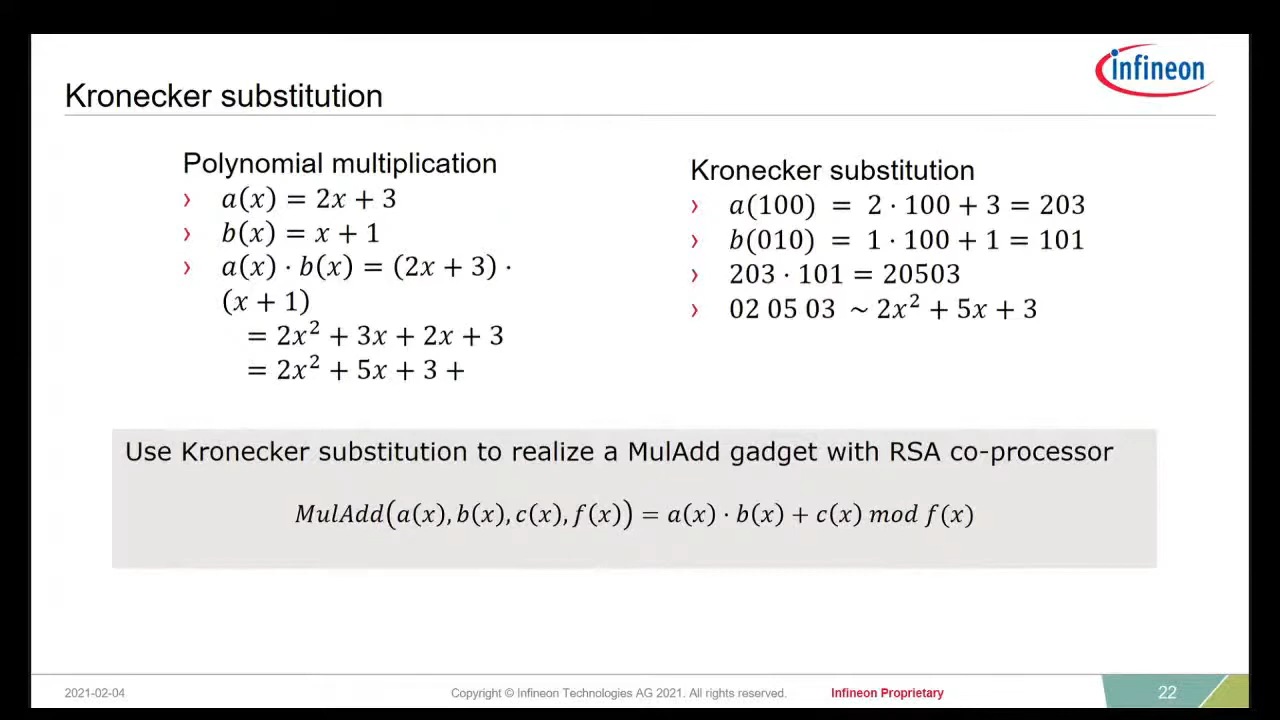 infineon
Kronecker substitution
Polynomial multiplication
› a(x) = 2x + 3
› b(x) = x + 1
› a(x) · b(x) = (2x + 3) ·
(x + 1)
= 2x² + 3x + 2x + 3
= 2x² + 5x + 3 +
Kronecker substitution
› a(100) = 2 · 100 + 3 = 203
› b(010) = 1 · 100 + 1 = 101
› 203 · 101 = 20503
› 02 05 03 ~ 2x² + 5x + 3
Use Kronecker substitution to realize a MulAdd gadget with RSA co-processor
MulAdd(a(x), b(x), c(x), f(x)) = a(x) · b(x) + c(x) mod f(x)
2021-02-04
Copyright © Infineon Technologies AG 2021. All rights reserved.
Infineon Proprietary
22